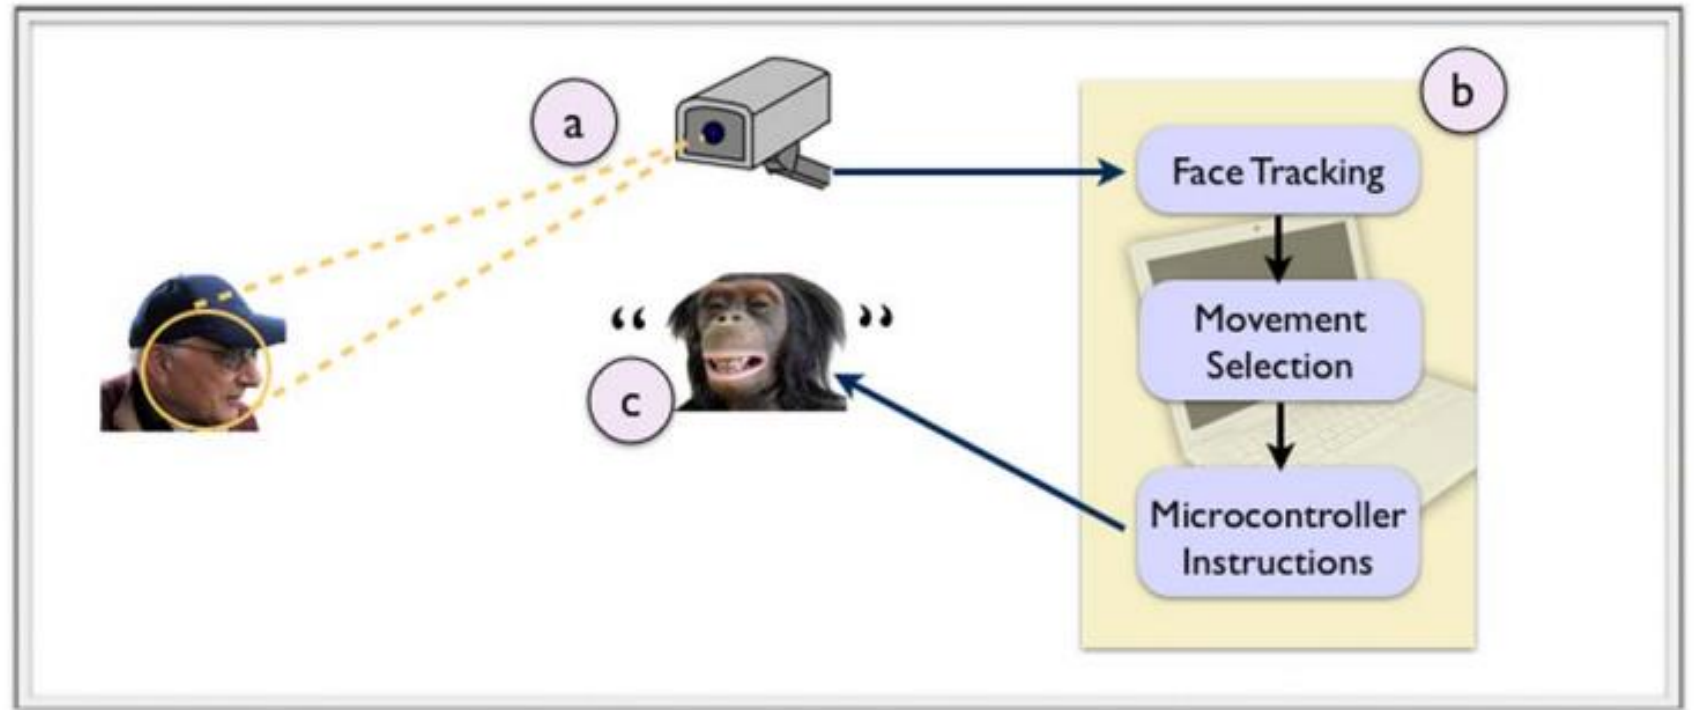 a
b
Face Tracking
Movement
Selection
“ ”
c
Microcontroller
Instructions